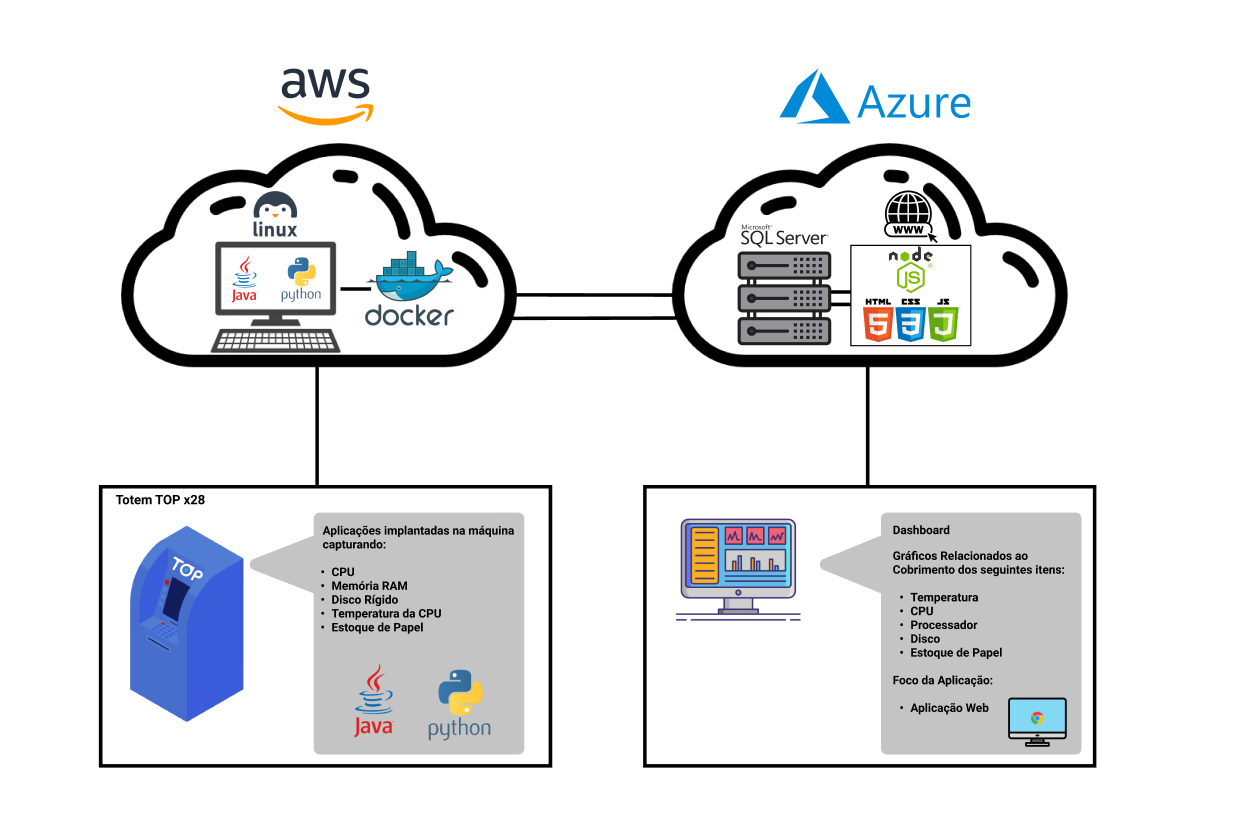 aws
Azure
linux
Java
python
docker
Microsoft®
SQL Server®
www
node
JS®
HTML
CSS
JS
5
3
Totem TOP x28
TOP
Aplicações implantadas na máquina
capturando:
• CPU
• Memória RAM
• Disco Rígido
• Temperatura da CPU
• Estoque de Papel
Java
python
Dashboard
Gráficos Relacionados ao
Cobrimento dos seguintes itens:
• Temperatura
• CPU
• Processador
• Disco
• Estoque de Papel
Foco da Aplicação:
• Aplicação Web